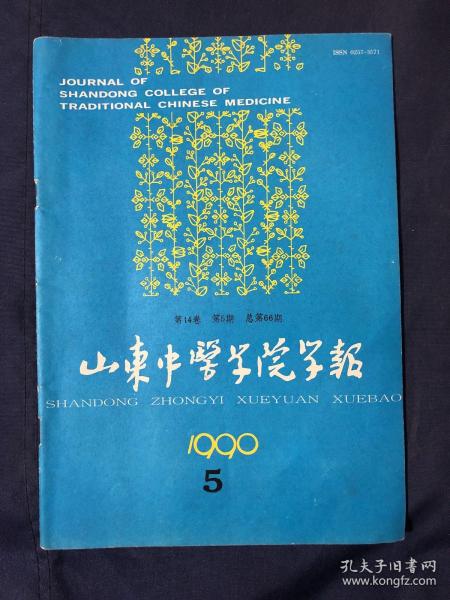 ISSN 0257-3571
JOURNAL OF
SHANDONG COLLEGE OF
TRADITIONAL CHINESE MEDICINE
第14卷 第5期 总第66期
山東中醫学院学報
SHANDONG ZHONGYI XUEYUAN XUEBAO
1990
5
孔夫子旧书网
www.kongfz.com